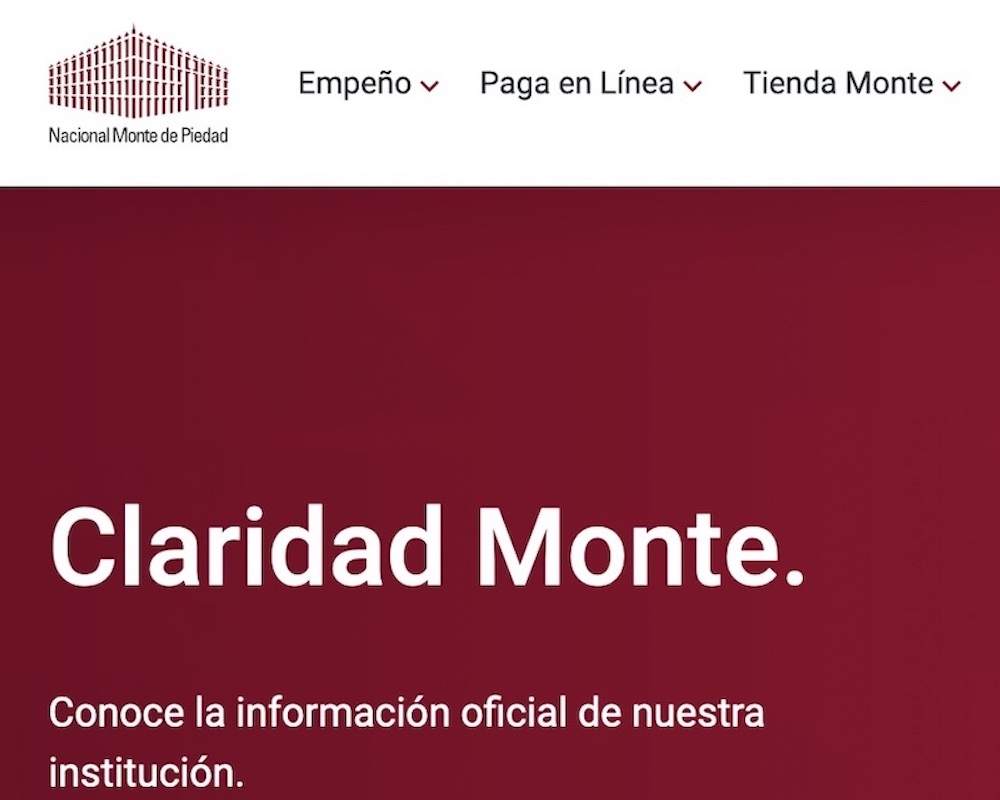 Nacional Monte de Piedad
Empeño
Paga en Línea
Tienda Monte
Claridad Monte.
Conoce la información oficial de nuestra
institución.